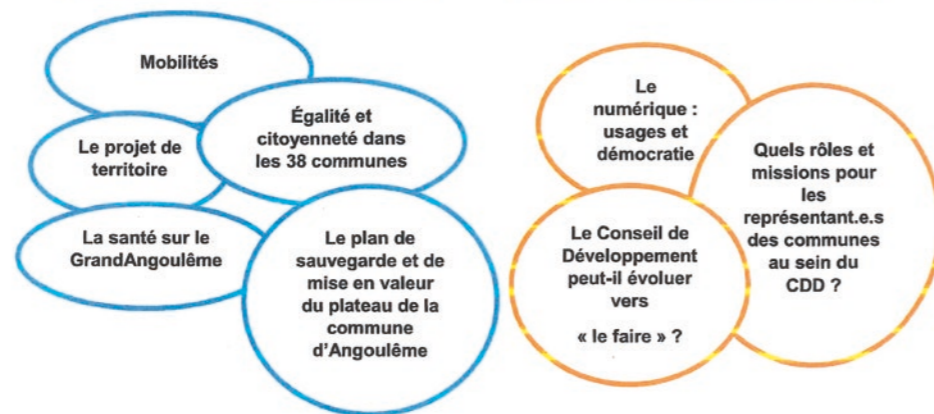 Mobilités
Égalité et
citoyenneté dans
les 38 communes
Le projet de
territoire
La santé sur le
GrandAngoulême
Le plan de
sauvegarde et de
mise en valeur
du plateau de la
commune
d'Angoulême
Le
numérique :
usages et
démocratie
Quels rôles et
missions pour
les
représentant.e.s
des communes
au sein du
CDD ?
Le Conseil de
Développement
peut-il évoluer
vers
« le faire » ?